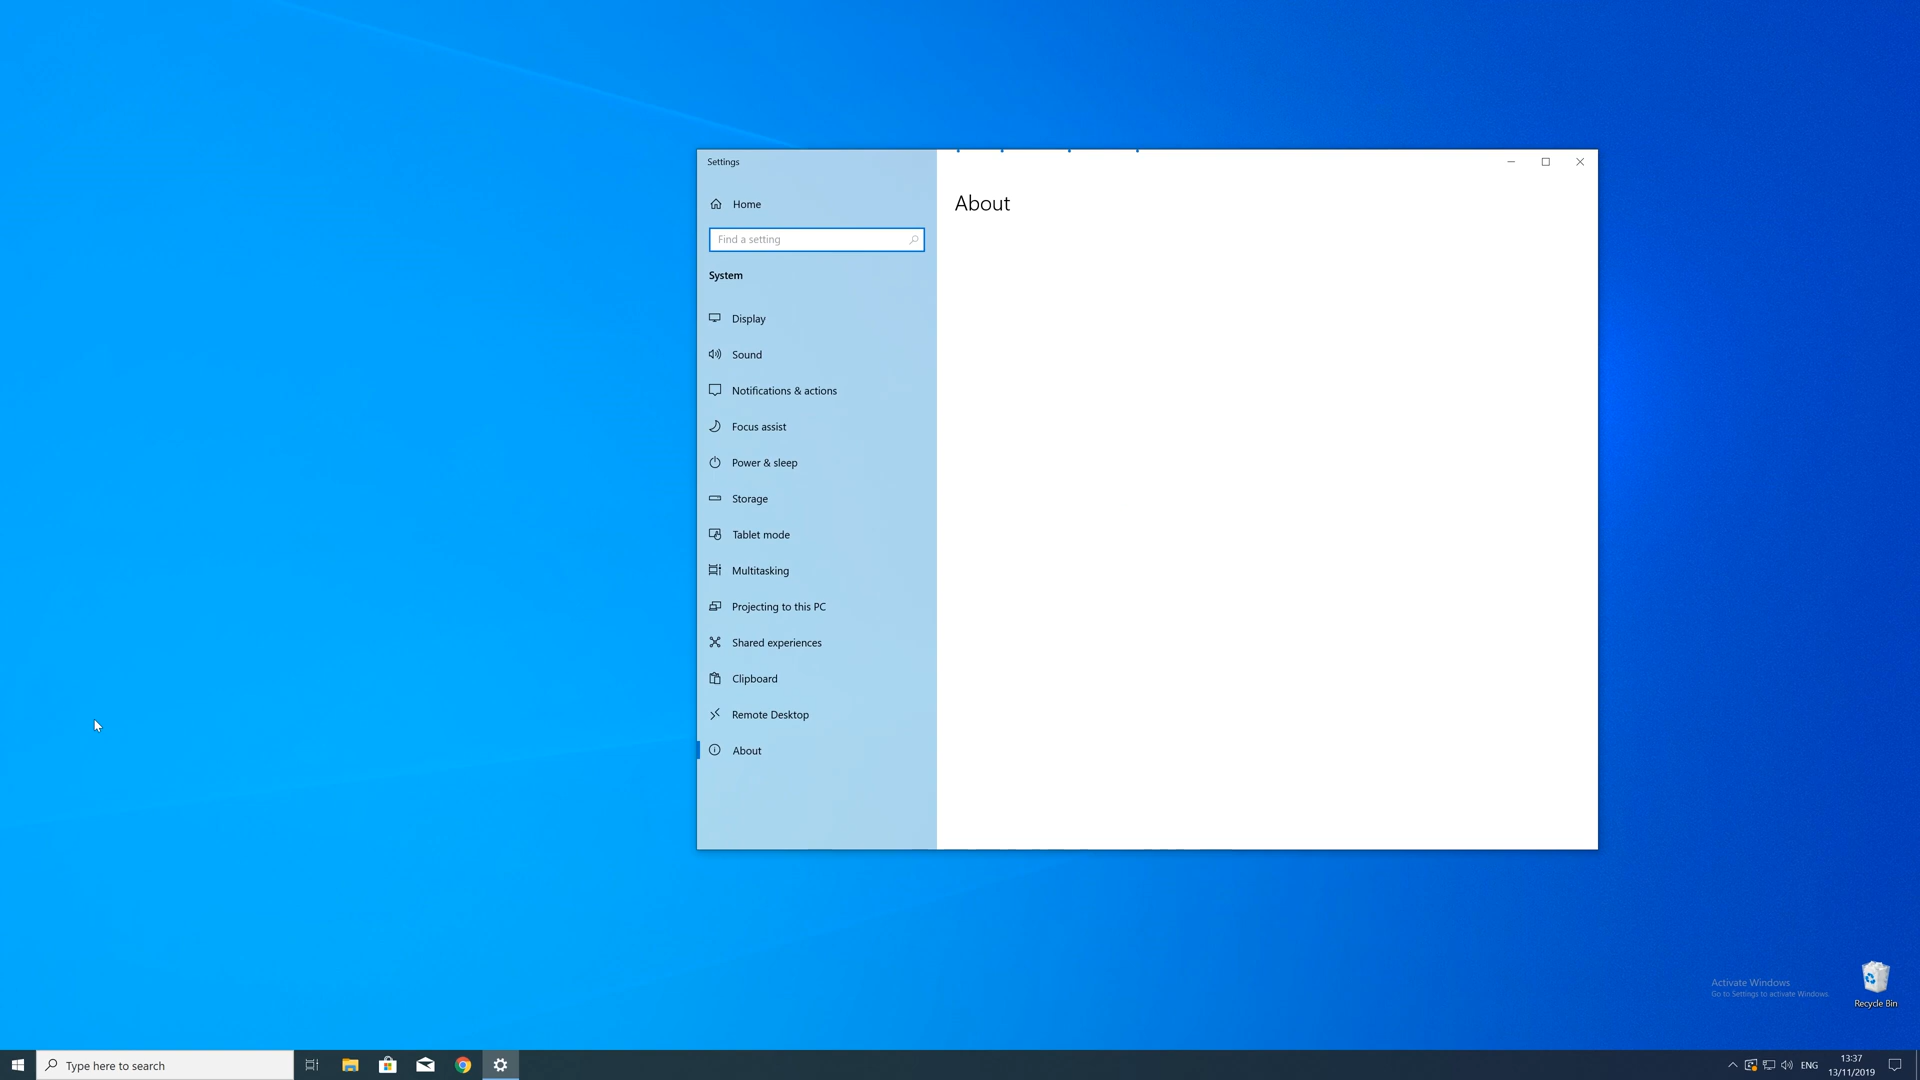 Settings
Home
Find a setting
System
Display
Sound
Notifications & actions
Focus assist
Power & sleep
Storage
Tablet mode
Multitasking
Projecting to this PC
Shared experiences
Clipboard
Remote Desktop
About
About
Activate Windows
Go to Settings to activate Windows.
Recycle Bin
Type here to search
ENG
13:37
13/11/2019